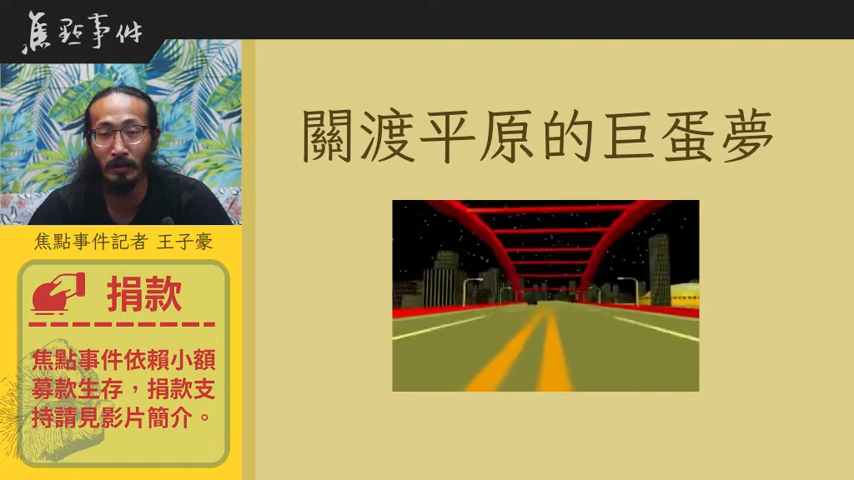 焦點事件
關渡平原的巨蛋夢
焦點事件記者 王子豪
捐款
焦點事件依賴小額
募款生存，捐款支
持請見影片簡介。